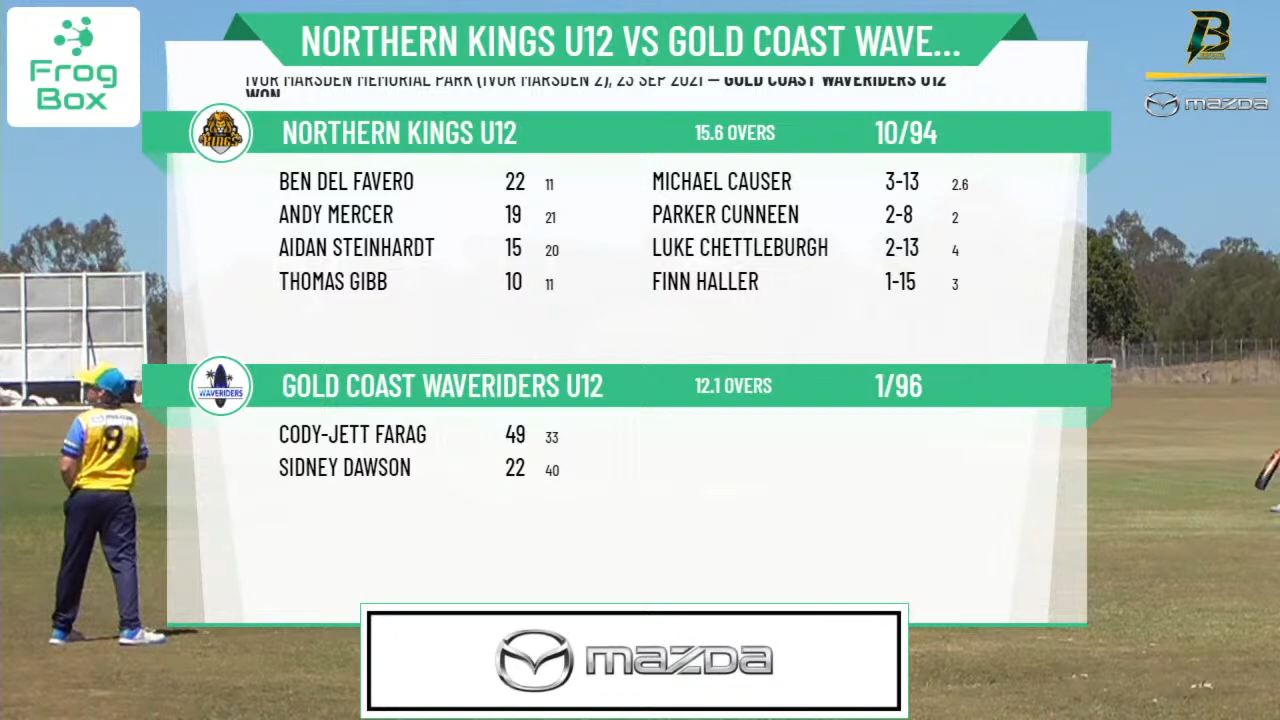 Frog
Box
NORTHERN KINGS U12 VS GOLD COAST WAVE...
B
mazda
IVOR MARSDEN MEMORIAL PARK (IVOR MARSDEN 2), 23 SEP 2021 – GOLD COAST WAVERIDERS U12
WON
KINGS
NORTHERN KINGS U12 15.6 OVERS 10/94
BEN DEL FAVERO 22 11 MICHAEL CAUSER 3-13 2.6
ANDY MERCER 19 21 PARKER CUNNEEN 2-8 2
AIDAN STEINHARDT 15 20 LUKE CHETTLEBURGH 2-13 4
THOMAS GIBB 10 11 FINN HALLER 1-15 3
WAVERIDERS
GOLD COAST WAVERIDERS U12 12.1 OVERS 1/96
CODY-JETT FARAG 49 33
SIDNEY DAWSON 22 40
9
mazda